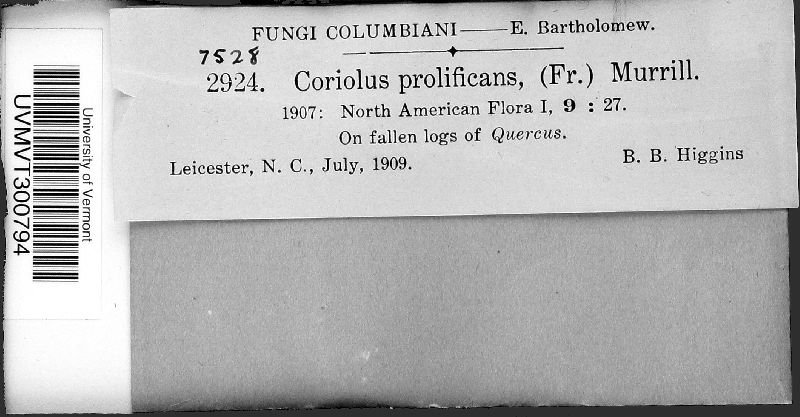 FUNGI COLUMBIANI—E. Bartholomew.
7528
2924. Coriolus prolificans, (Fr.) Murrill.
1907: North American Flora I, 9 : 27.
On fallen logs of Quercus.
Leicester, N. C., July, 1909. B. B. Higgins
University of Vermont
UVMVT300794